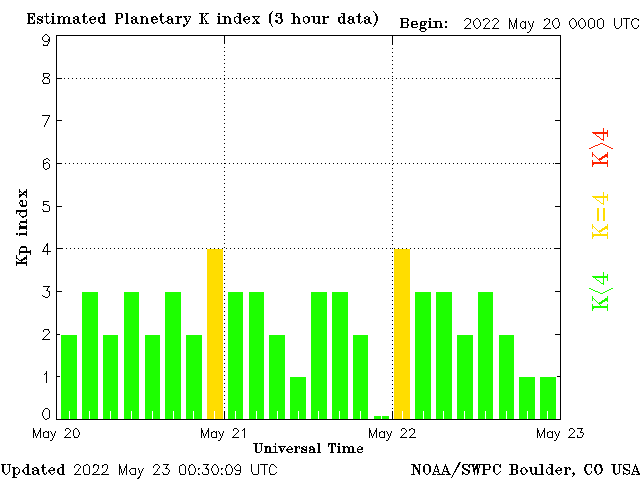 Estimated Planetary K index (3 hour data) Begin: 2022 May 20 0000 UTC
9
8
7
6
5
4
3
2
1
0
Kp index
K>4
K=4
K<4
May 20 May 21 May 22 May 23
Universal Time
Updated 2022 May 23 00:30:09 UTC NOAA/SWPC Boulder, CO USA